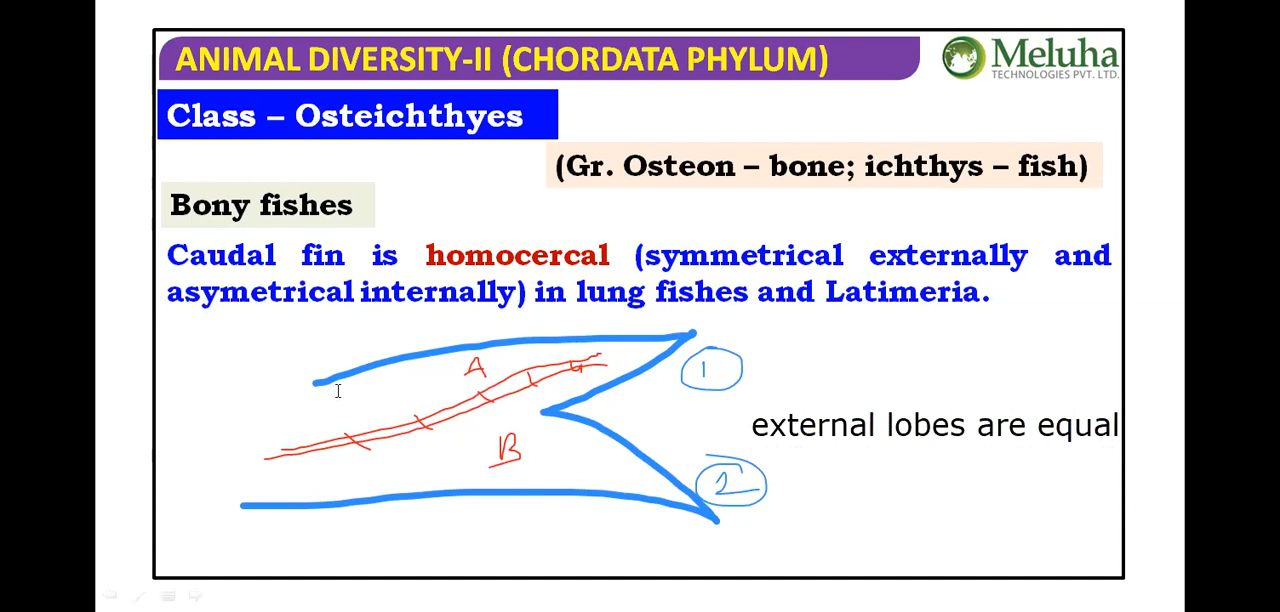 ANIMAL DIVERSITY-II (CHORDATA PHYLUM)
Meluha
TECHNOLOGIES PVT. LTD.
Class – Osteichthyes
(Gr. Osteon – bone; ichthys – fish)
Bony fishes
Caudal fin is homocercal (symmetrical externally and
asymetrical internally) in lung fishes and Latimeria.
A
1
external lobes are equal
B
2